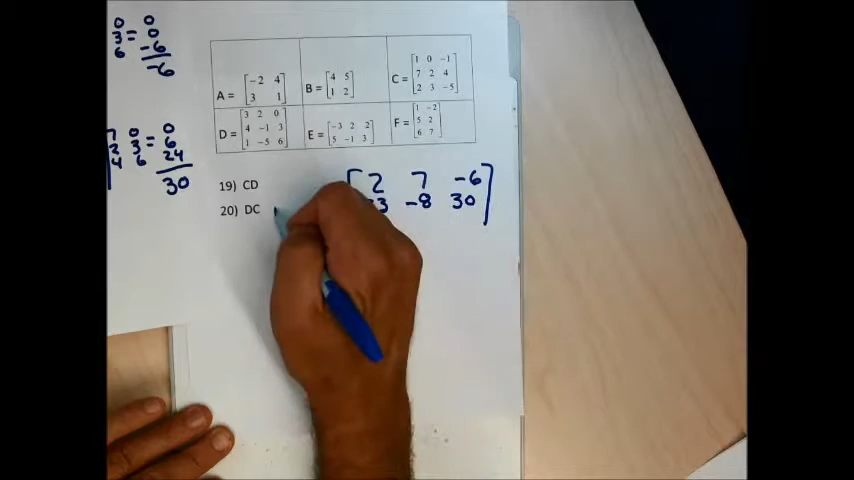 0 0
3 = 0
6 -6
-6
A = [-2 4 3 1] B = [4 5 1 2] C = [1 0 -1 7 2 4 2 3 -5]
D = [3 2 0 4 -1 3 1 -5 6] E = [-3 2 2 5 -1 3] F = [1 -2 5 2 6 7]
7 0 0
2 3 = 6
4 6 24
30
19) CD [2 7 -6
20) DC 3 -8 30]